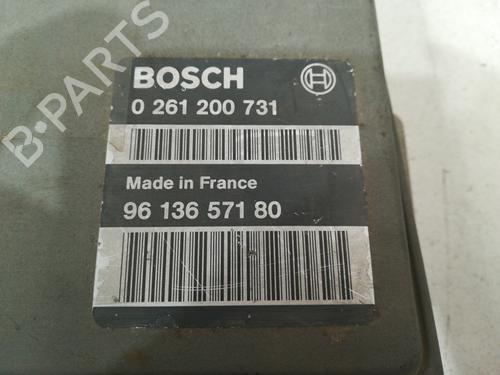 B-PARTS
BOSCH
0 261 200 731
Made in France
96 136 571 80